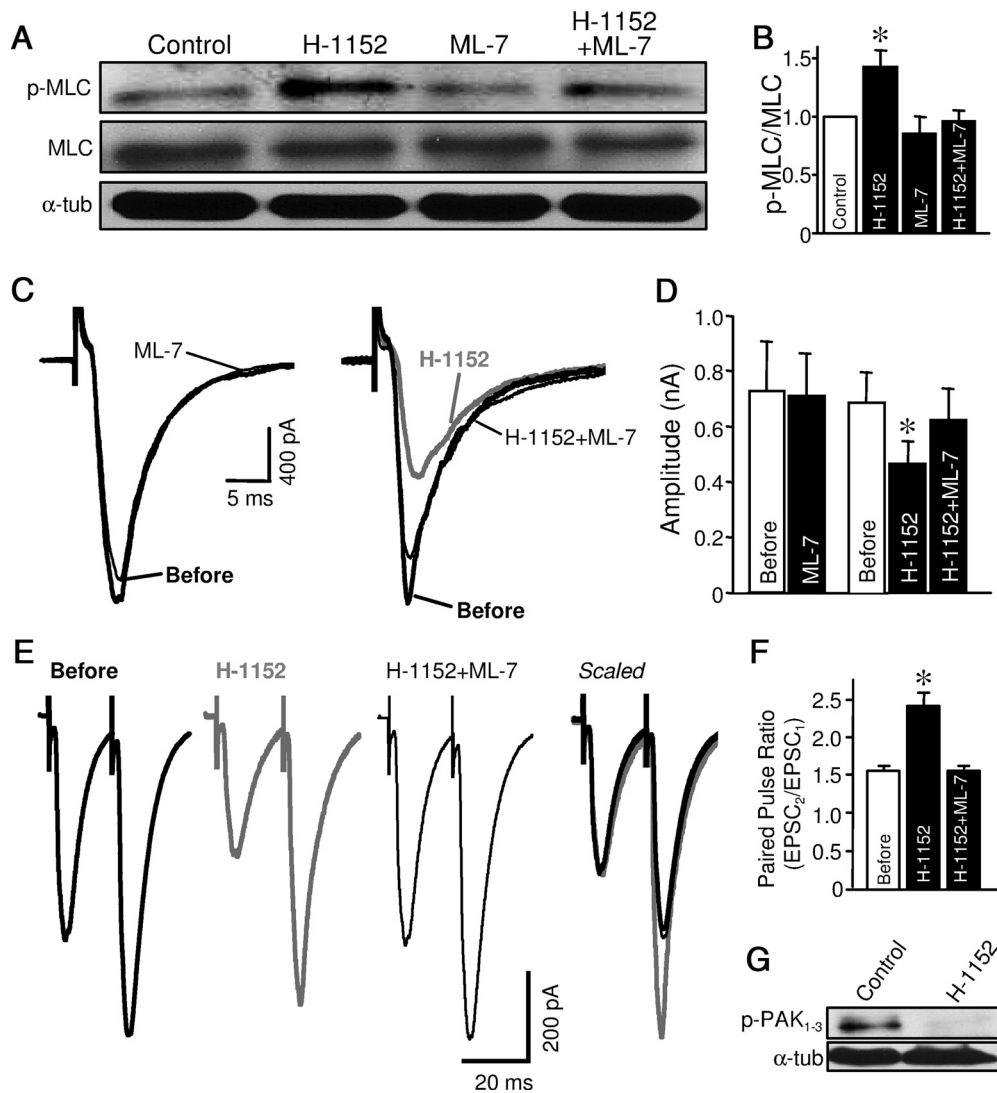 A
Control
H-1152
ML-7
H-1152
+ML-7
p-MLC
MLC
α-tub
B
p-MLC/MLC
1.5
1.0
0.5
0
*
Control
H-1152
ML-7
H-1152+ML-7
C
ML-7
Before
5 ms
400 pA
H-1152
H-1152+ML-7
Before
D
Amplitude (nA)
1.0
0.8
0.6
0.4
0.2
0
*
Before
ML-7
Before
H-1152
H-1152+ML-7
E
Before
H-1152
H-1152+ML-7
Scaled
200 pA
20 ms
F
Paired Pulse Ratio
(EPSC₂/EPSC₁)
2.5
2.0
1.5
1.0
0.5
0
*
Before
H-1152
H-1152+ML-7
G
Control
H-1152
p-PAK₁₋₃
α-tub